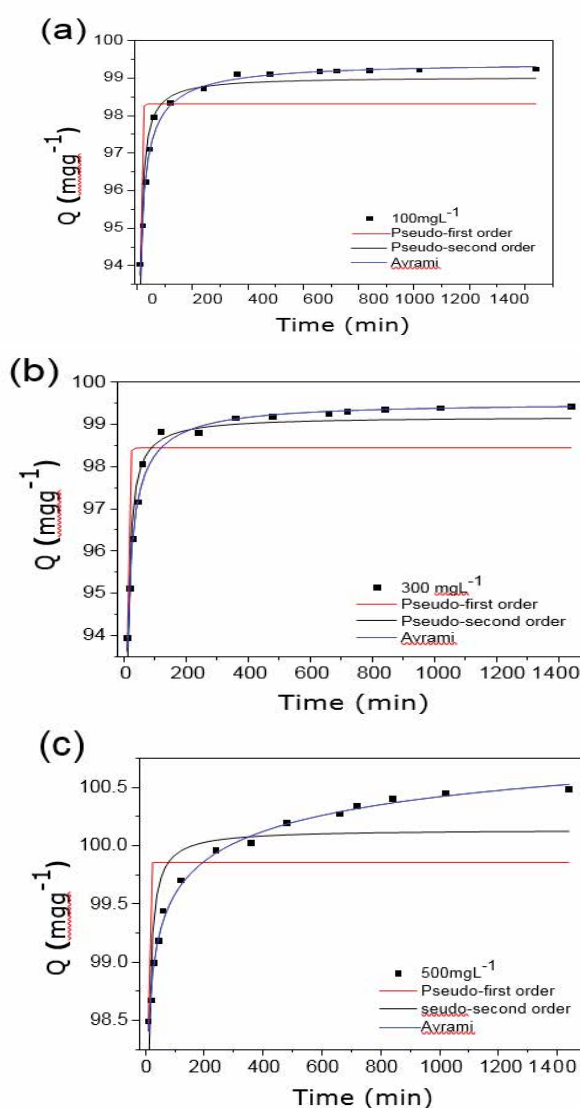 (a)
100
99
98
97
96
95
94
Q (mgg⁻¹)
100mgL⁻¹
Pseudo-first order
Pseudo-second order
Avrami
0 200 400 600 800 1000 1200 1400
Time (min)
(b)
100
99
98
97
96
95
94
Q (mgg⁻¹)
300 mgL⁻¹
Pseudo-first order
Pseudo-second order
Avrami
0 200 400 600 800 1000 1200 1400
Time (min)
(c)
100.5
100.0
99.5
99.0
98.5
Q (mgg⁻¹)
500mgL⁻¹
Pseudo-first order
seudo-second order
Avrami
0 200 400 600 800 1000 1200 1400
Time (min)